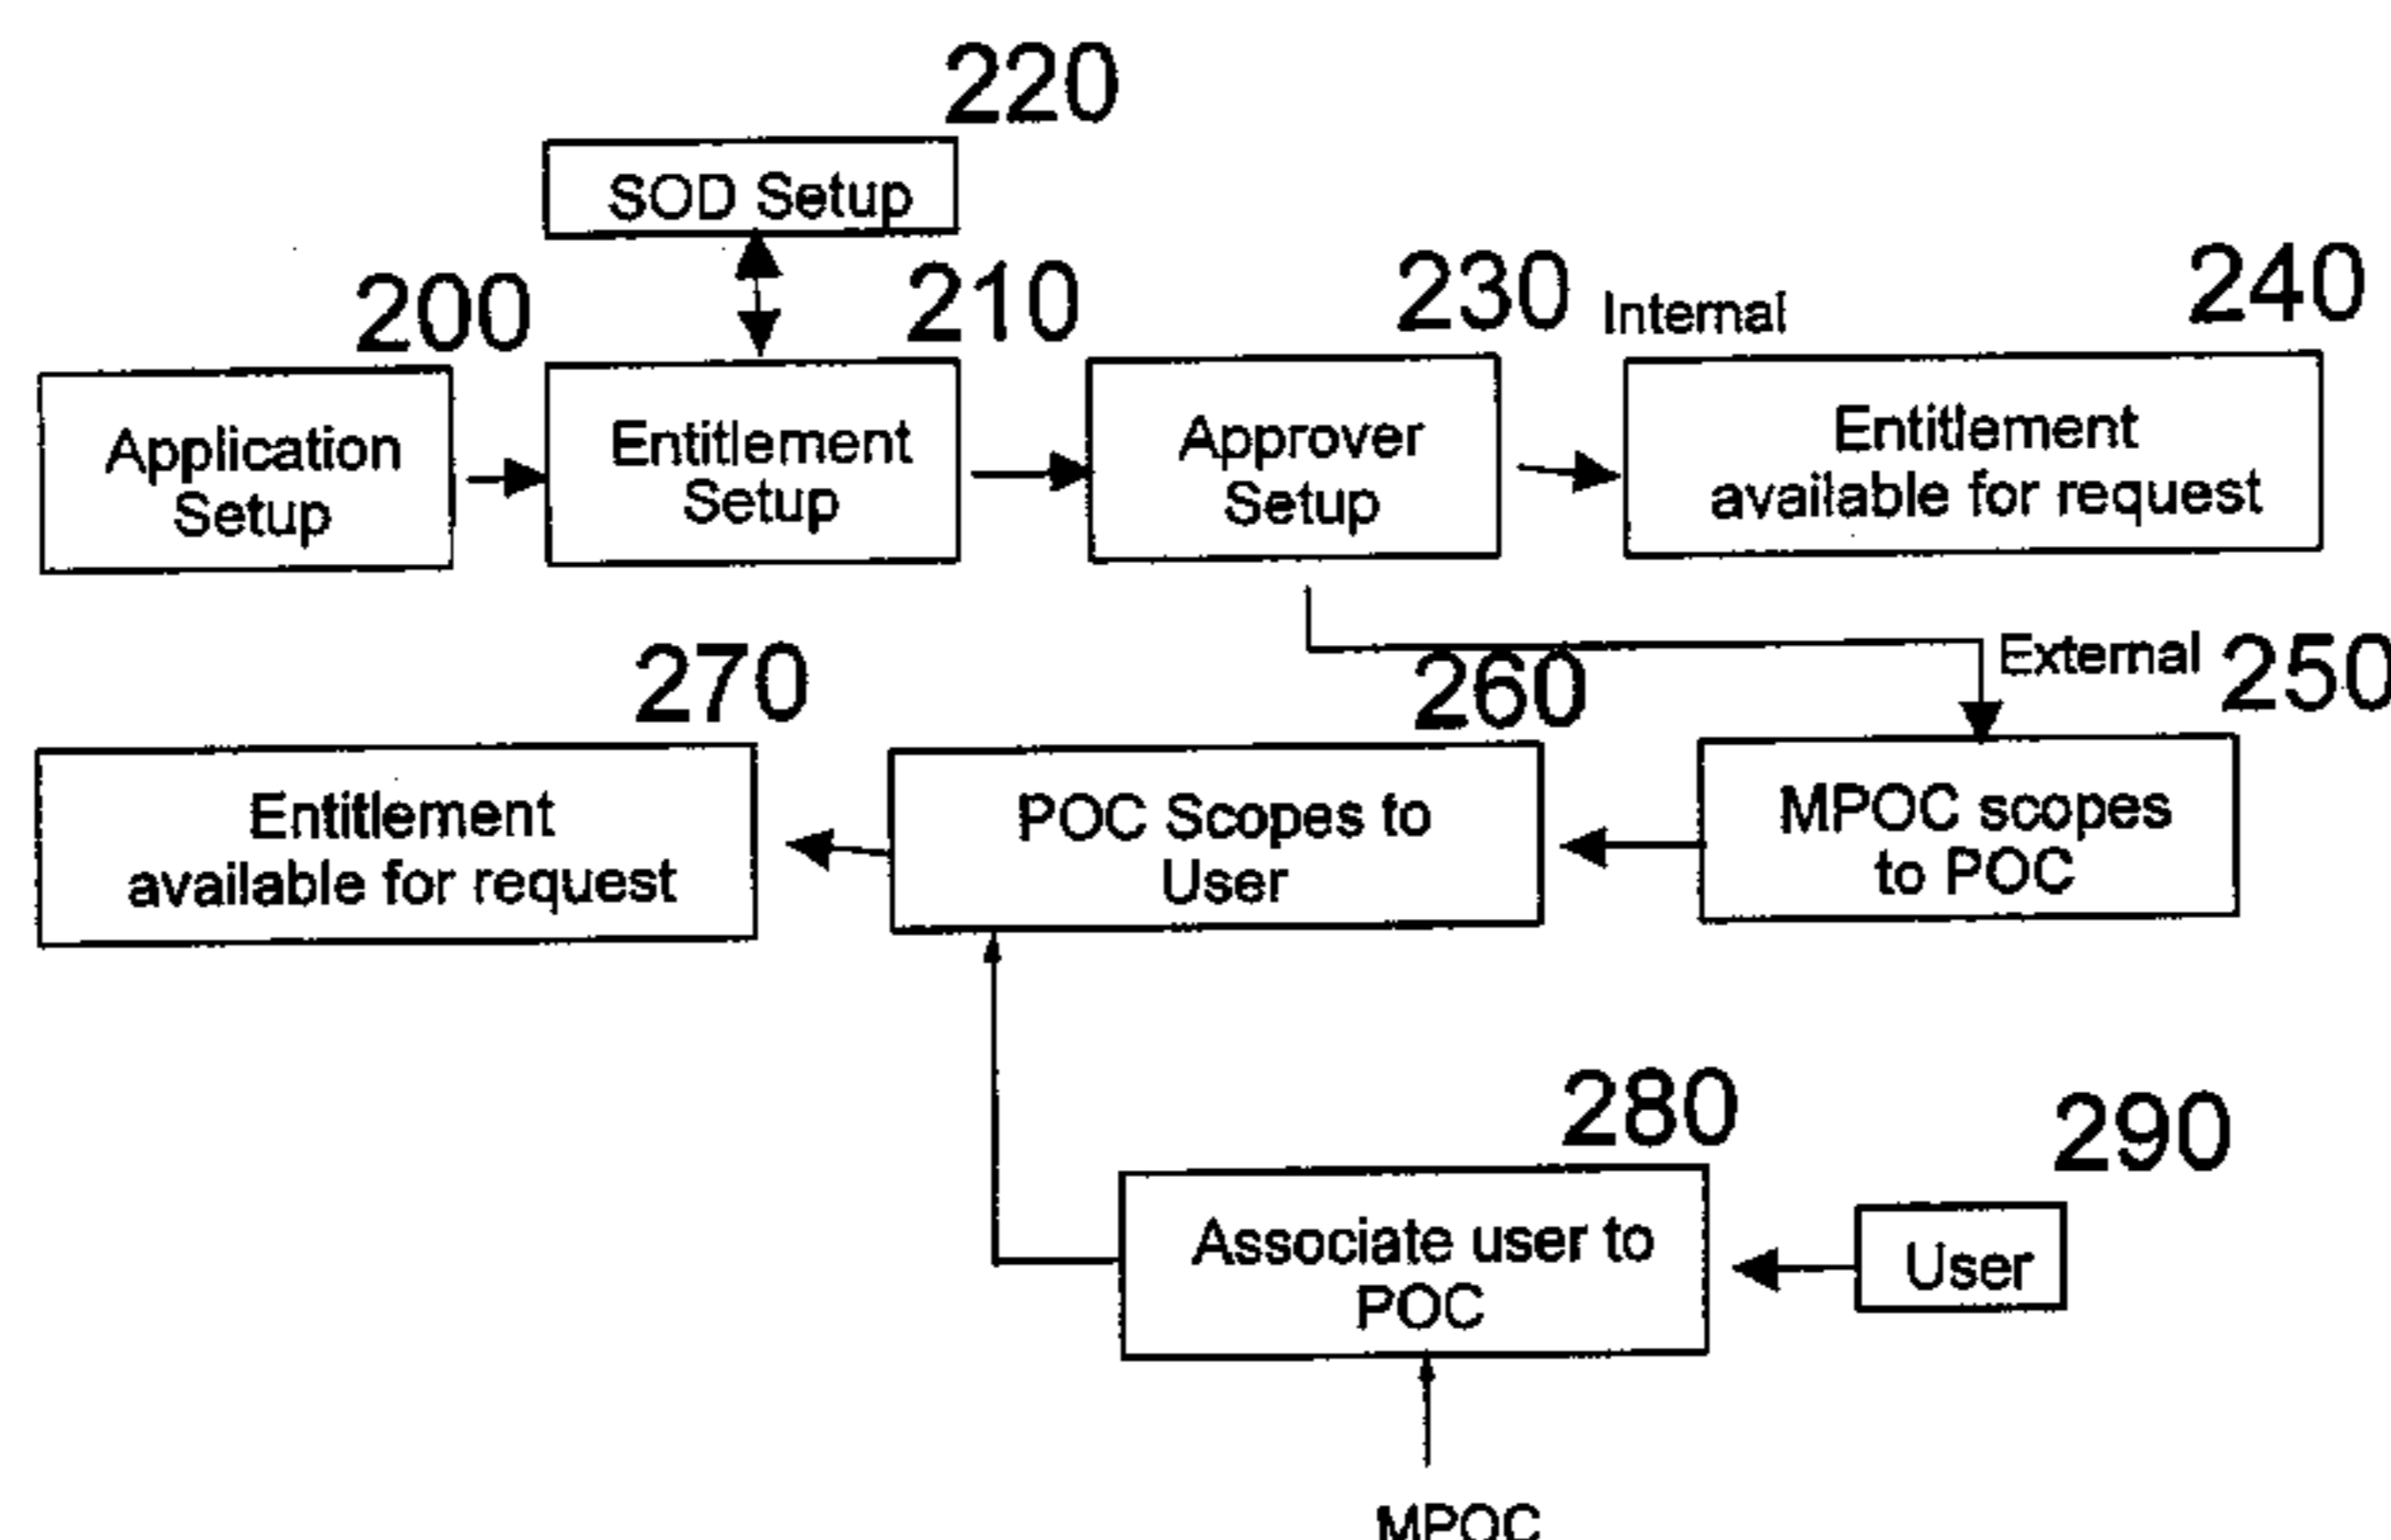 220
SOD Setup
200
210
230
Internal
240
Application
Setup
Entitlement
Setup
Approver
Setup
Entitlement
available for request
External
250
260
270
Entitlement
available for request
POC Scopes to
User
MPOC scopes
to POC
280
290
Associate user to
POC
User
MPOC